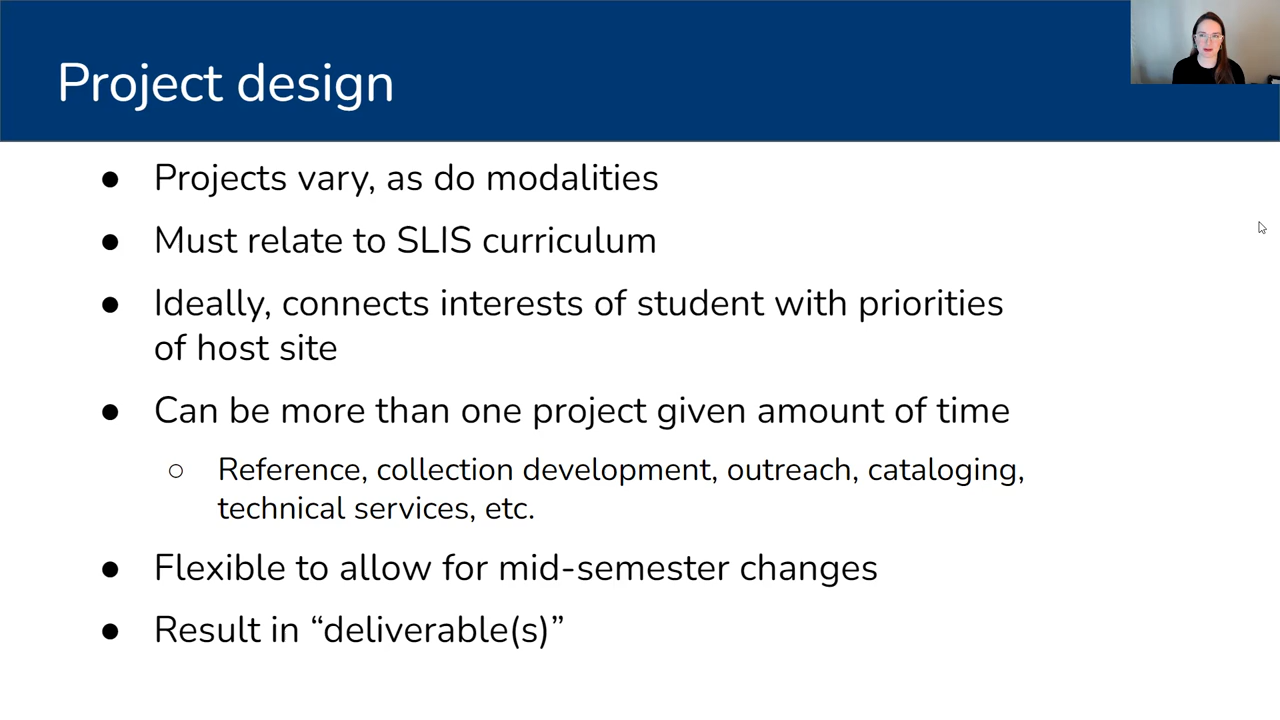 Project design
● Projects vary, as do modalities
● Must relate to SLIS curriculum
● Ideally, connects interests of student with priorities
of host site
● Can be more than one project given amount of time
○ Reference, collection development, outreach, cataloging,
technical services, etc.
● Flexible to allow for mid-semester changes
● Result in “deliverable(s)”